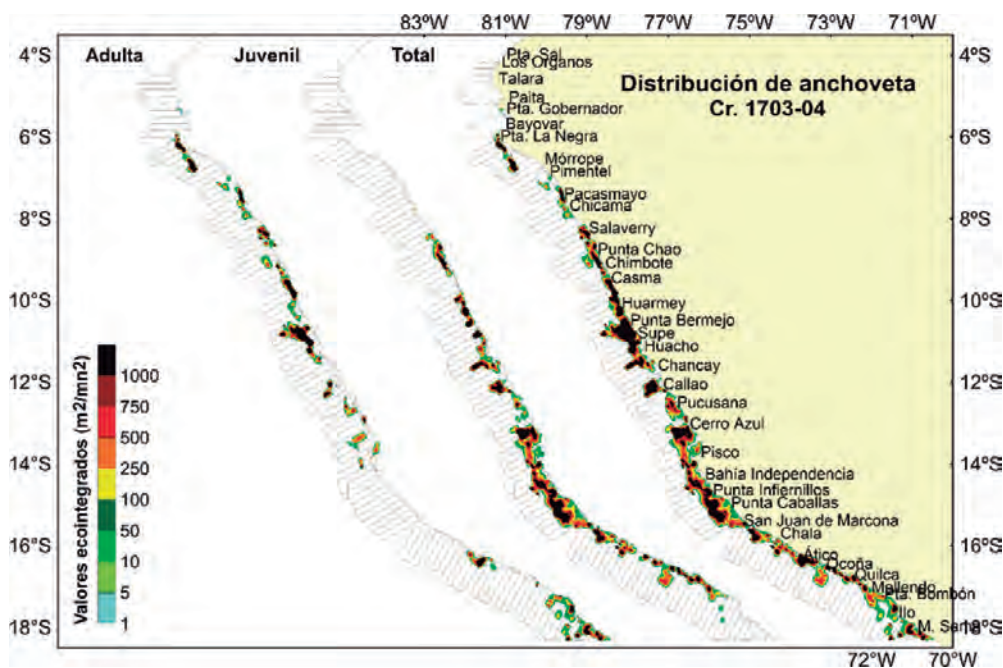 83ºW 81ºW 79ºW 77ºW 75ºW 73ºW 71ºW
4ºS 4ºS
Adulta Juvenil Total
Distribución de anchoveta
Cr. 1703-04
Pta. Sal
Los Organos
Talara
Paita
Pta. Gobernador
Bayovar
6ºS 6ºS
Pta. La Negra
Mórrope
Pimentel
Pacasmayo
Chicama
8ºS 8ºS
Salaverry
Punta Chao
Chimbote
Casma
10ºS 10ºS
Huarmey
Punta Bermejo
Supe
Huacho
Chancay
12ºS 12ºS
Callao
Pucusana
Cerro Azul
Pisco
14ºS 14ºS
Bahía Independencia
Punta Infiernillos
Punta Caballas
San Juan de Marcona
Chala
16ºS 16ºS
Ático
Ocoña
Quilca
Mollendo
Pta. Bombón
Ilo
18ºS 18ºS
M. Sama
72ºW 70ºW
Valores ecointegrados (m2/mn2)
1000
750
500
250
100
50
10
5
1